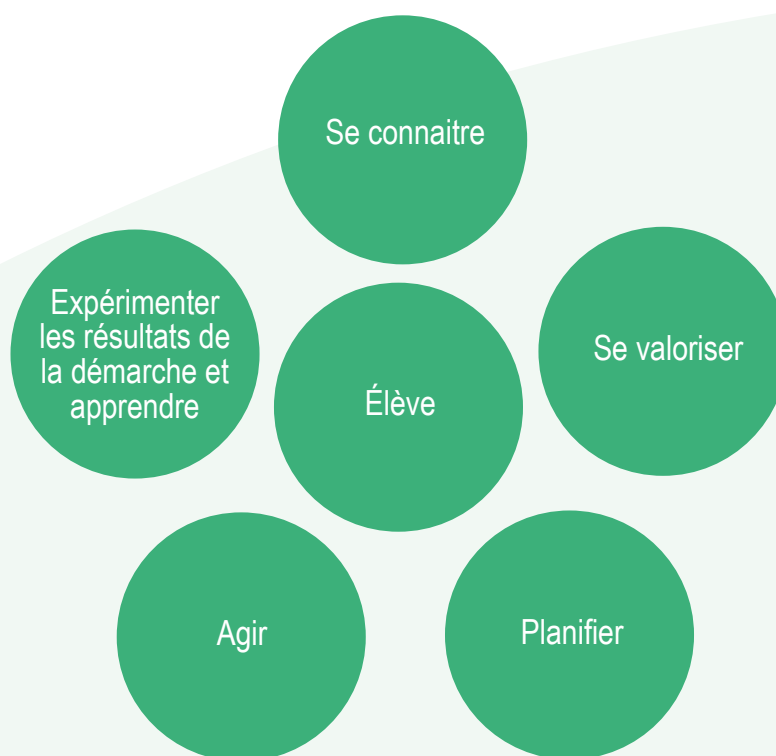 Se connaitre
Expérimenter
les résultats de
la démarche et
apprendre
Élève
Se valoriser
Agir
Planifier